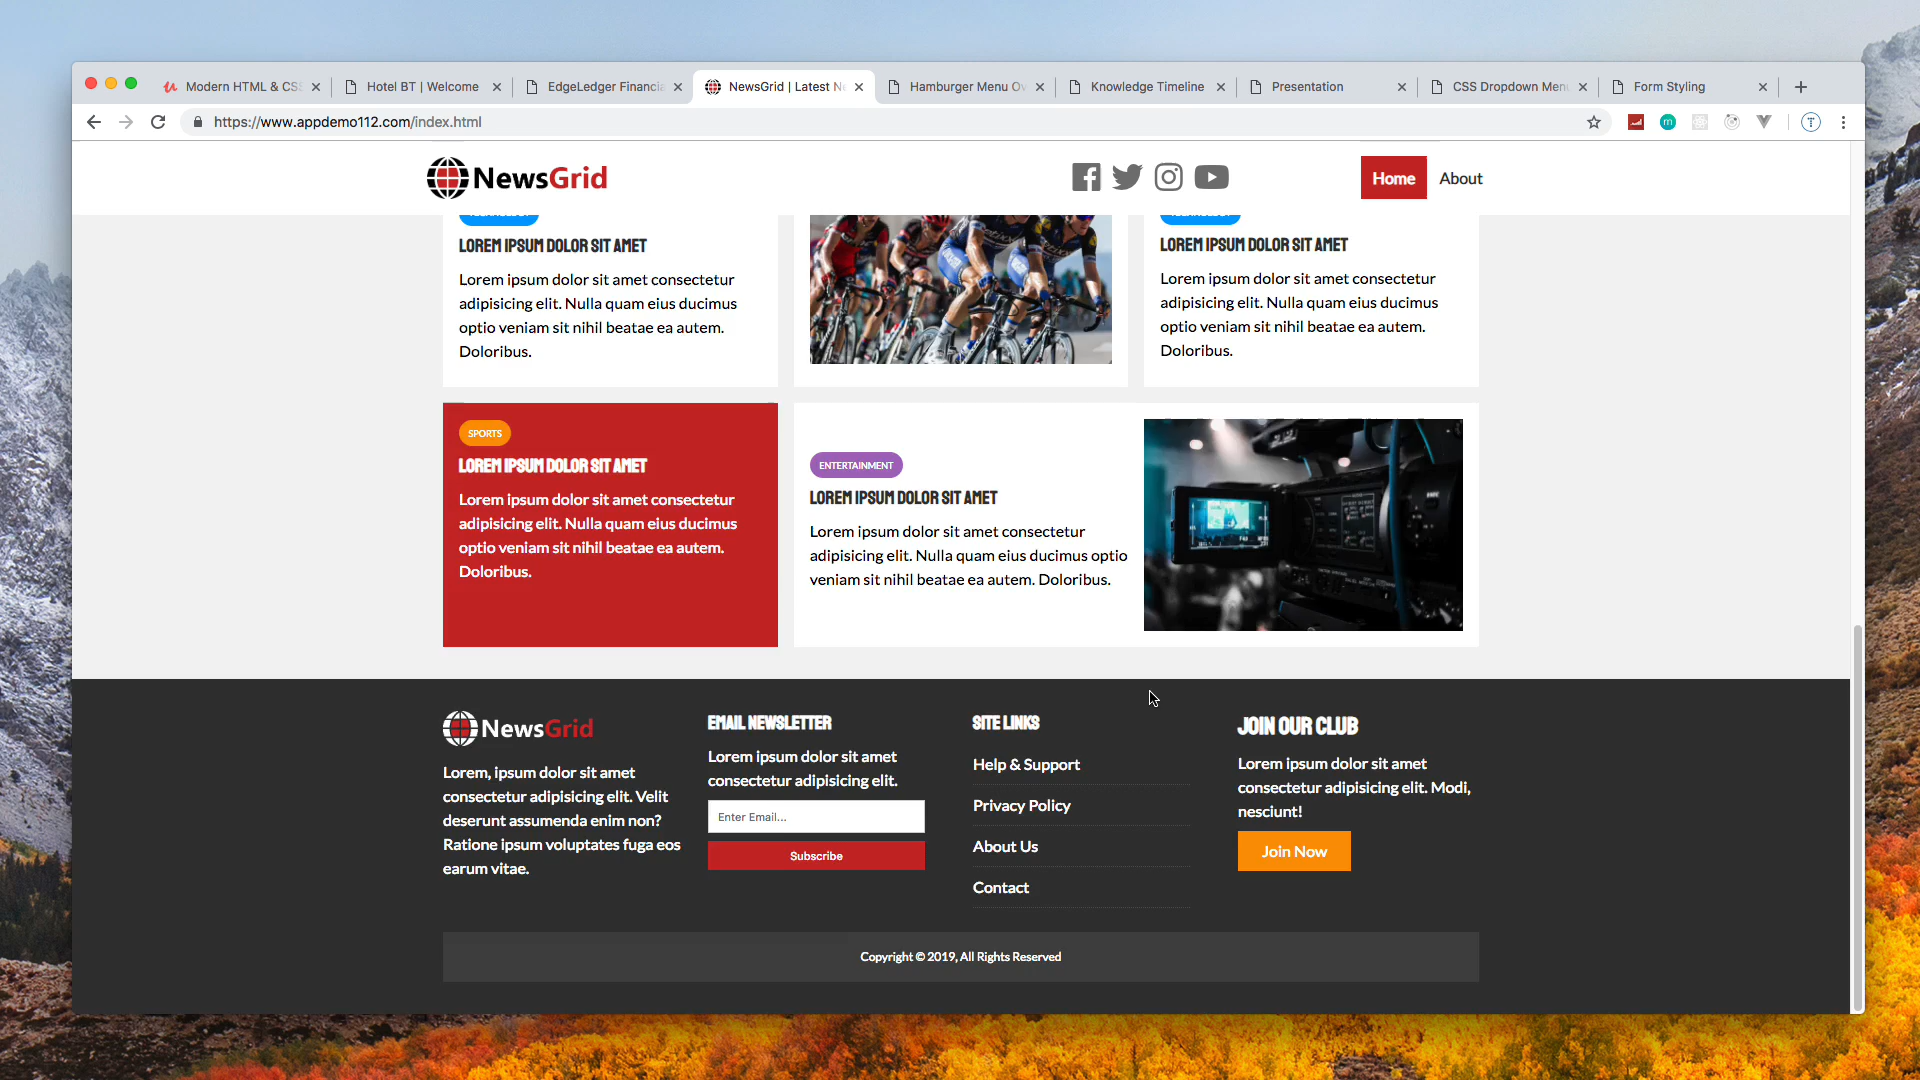 Modern HTML & CS
Hotel BT | Welcome
EdgeLedger Financia
NewsGrid | Latest Ne
Hamburger Menu Ov
Knowledge Timeline
Presentation
CSS Dropdown Menu
Form Styling
https://www.appdemo112.com/index.html
NewsGrid
Home
About
LOREM IPSUM DOLOR SIT AMET
Lorem ipsum dolor sit amet consectetur
adipisicing elit. Nulla quam eius ducimus
optio veniam sit nihil beatae ea autem.
Doloribus.
LOREM IPSUM DOLOR SIT AMET
Lorem ipsum dolor sit amet consectetur
adipisicing elit. Nulla quam eius ducimus
optio veniam sit nihil beatae ea autem.
Doloribus.
SPORTS
LOREM IPSUM DOLOR SIT AMET
Lorem ipsum dolor sit amet consectetur
adipisicing elit. Nulla quam eius ducimus
optio veniam sit nihil beatae ea autem.
Doloribus.
ENTERTAINMENT
LOREM IPSUM DOLOR SIT AMET
Lorem ipsum dolor sit amet consectetur
adipisicing elit. Nulla quam eius ducimus optio
veniam sit nihil beatae ea autem. Doloribus.
NewsGrid
Lorem, ipsum dolor sit amet
consectetur adipisicing elit. Velit
deserunt assumenda enim non?
Ratione ipsum voluptates fuga eos
earum vitae.
EMAIL NEWSLETTER
Lorem ipsum dolor sit amet
consectetur adipisicing elit.
Enter Email...
Subscribe
SITE LINKS
Help & Support
Privacy Policy
About Us
Contact
JOIN OUR CLUB
Lorem ipsum dolor sit amet
consectetur adipisicing elit. Modi,
nesciunt!
Join Now
Copyright © 2019, All Rights Reserved